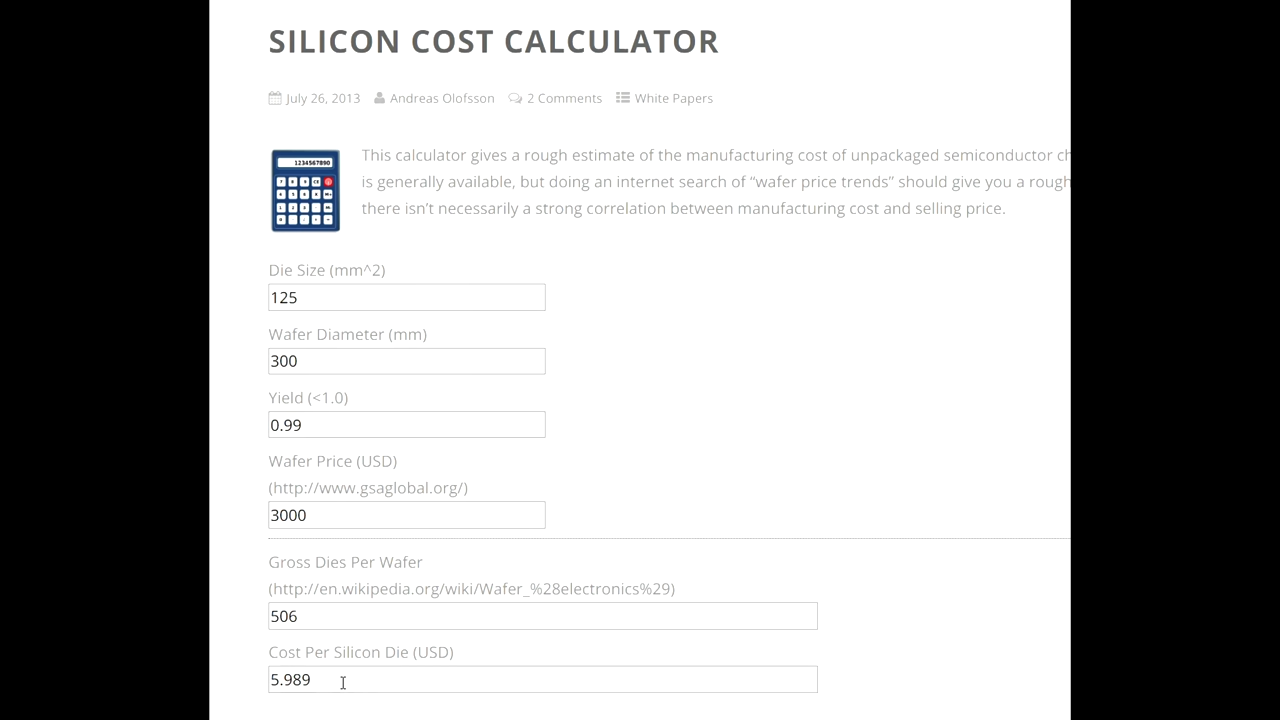 SILICON COST CALCULATOR
July 26, 2013 Andreas Olofsson 2 Comments White Papers
1234567890
This calculator gives a rough estimate of the manufacturing cost of unpackaged semiconductor ch
is generally available, but doing an internet search of “wafer price trends” should give you a rough
there isn’t necessarily a strong correlation between manufacturing cost and selling price.
Die Size (mm^2)
125
Wafer Diameter (mm)
300
Yield (<1.0)
0.99
Wafer Price (USD)
(http://www.gsaglobal.org/)
3000
Gross Dies Per Wafer
(http://en.wikipedia.org/wiki/Wafer_%28electronics%29)
506
Cost Per Silicon Die (USD)
5.989